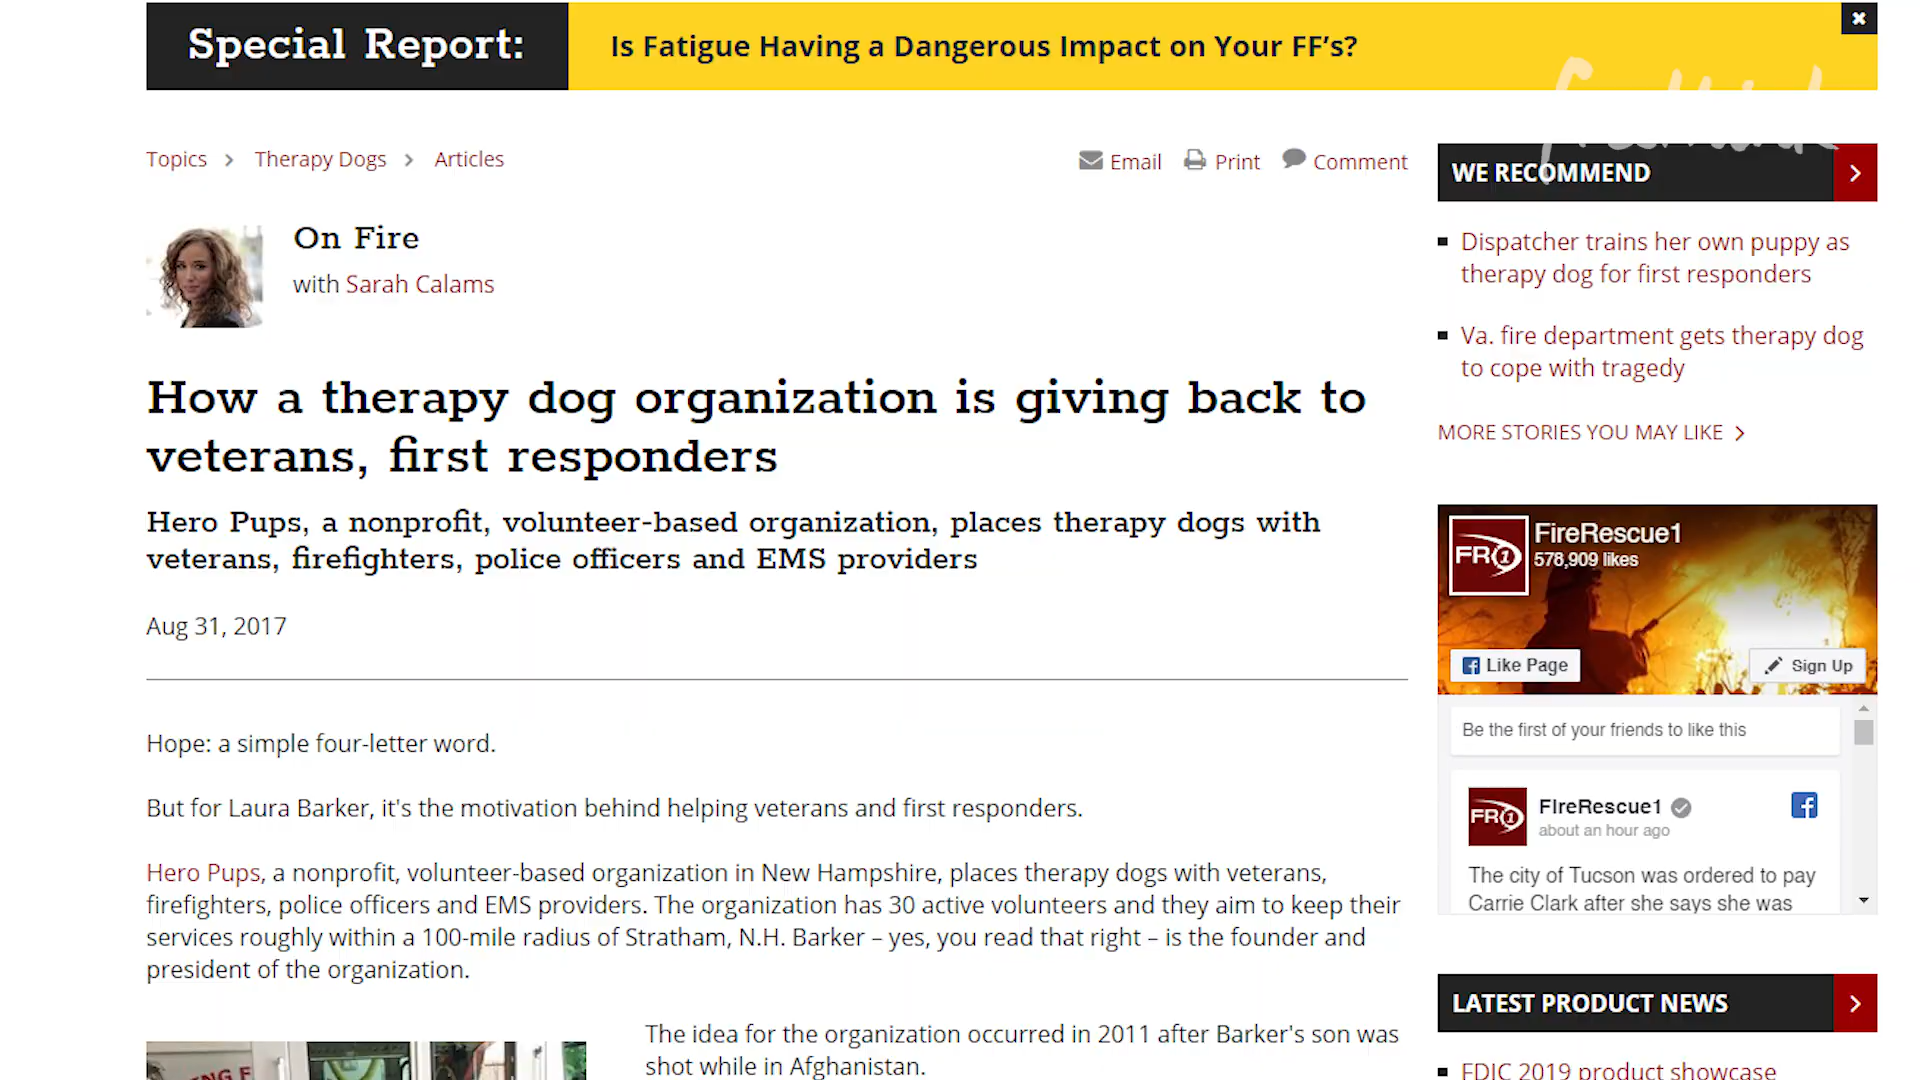 Special Report:
Is Fatigue Having a Dangerous Impact on Your FF's?
freethink
Topics > Therapy Dogs > Articles
Email Print Comment
On Fire
with Sarah Calams
How a therapy dog organization is giving back to
veterans, first responders
Hero Pups, a nonprofit, volunteer-based organization, places therapy dogs with
veterans, firefighters, police officers and EMS providers
Aug 31, 2017
Hope: a simple four-letter word.
But for Laura Barker, it's the motivation behind helping veterans and first responders.
Hero Pups, a nonprofit, volunteer-based organization in New Hampshire, places therapy dogs with veterans,
firefighters, police officers and EMS providers. The organization has 30 active volunteers and they aim to keep their
services roughly within a 100-mile radius of Stratham, N.H. Barker – yes, you read that right – is the founder and
president of the organization.
The idea for the organization occurred in 2011 after Barker's son was
shot while in Afghanistan.
WE RECOMMEND
Dispatcher trains her own puppy as
therapy dog for first responders
Va. fire department gets therapy dog
to cope with tragedy
MORE STORIES YOU MAY LIKE >
FR1
FireRescue1
578,909 likes
Like Page
Sign Up
Be the first of your friends to like this
FR1
FireRescue1
about an hour ago
The city of Tucson was ordered to pay
Carrie Clark after she says she was
LATEST PRODUCT NEWS
FDIC 2019 product showcase